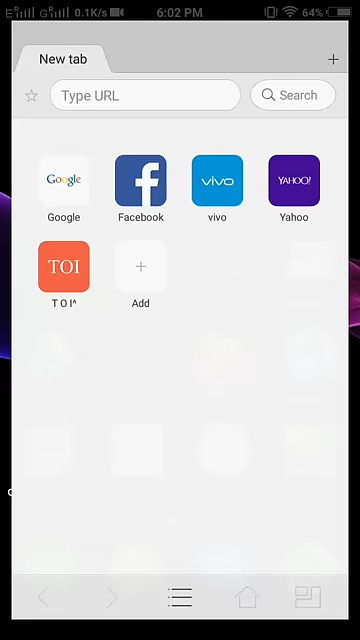 E G 0.1K/s 6:02 PM 64%
New tab +
Type URL Search
Google f vivo YAHOO!
Google Facebook vivo Yahoo
TOI +
T O I^ Add